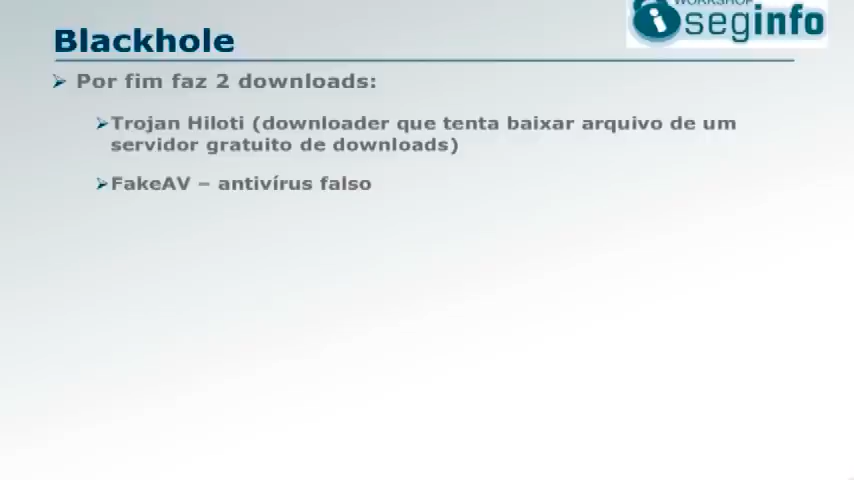 WORKSHOP
seginfo
Blackhole
➢ Por fim faz 2 downloads:
➢Trojan Hiloti (downloader que tenta baixar arquivo de um
servidor gratuito de downloads)
➢FakeAV – antivírus falso